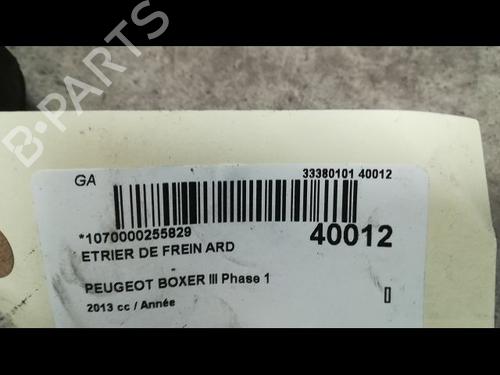 B-PARTS
GA
33380101 40012
*1070000255829
40012
ETRIER DE FREIN ARD
PEUGEOT BOXER III Phase 1
2013 cc / Année